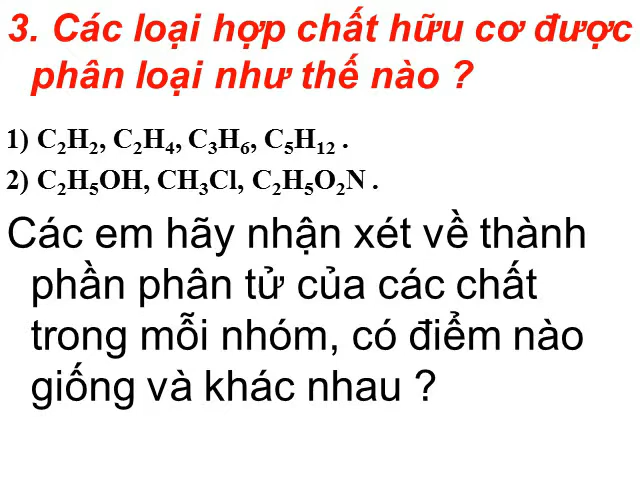 3. Các loại hợp chất hữu cơ được
phân loại như thế nào ?
1) C₂H₂, C₂H₄, C₃H₆, C₅H₁₂ .
2) C₂H₅OH, CH₃Cl, C₂H₅O₂N .
Các em hãy nhận xét về thành
phần phân tử của các chất
trong mỗi nhóm, có điểm nào
giống và khác nhau ?